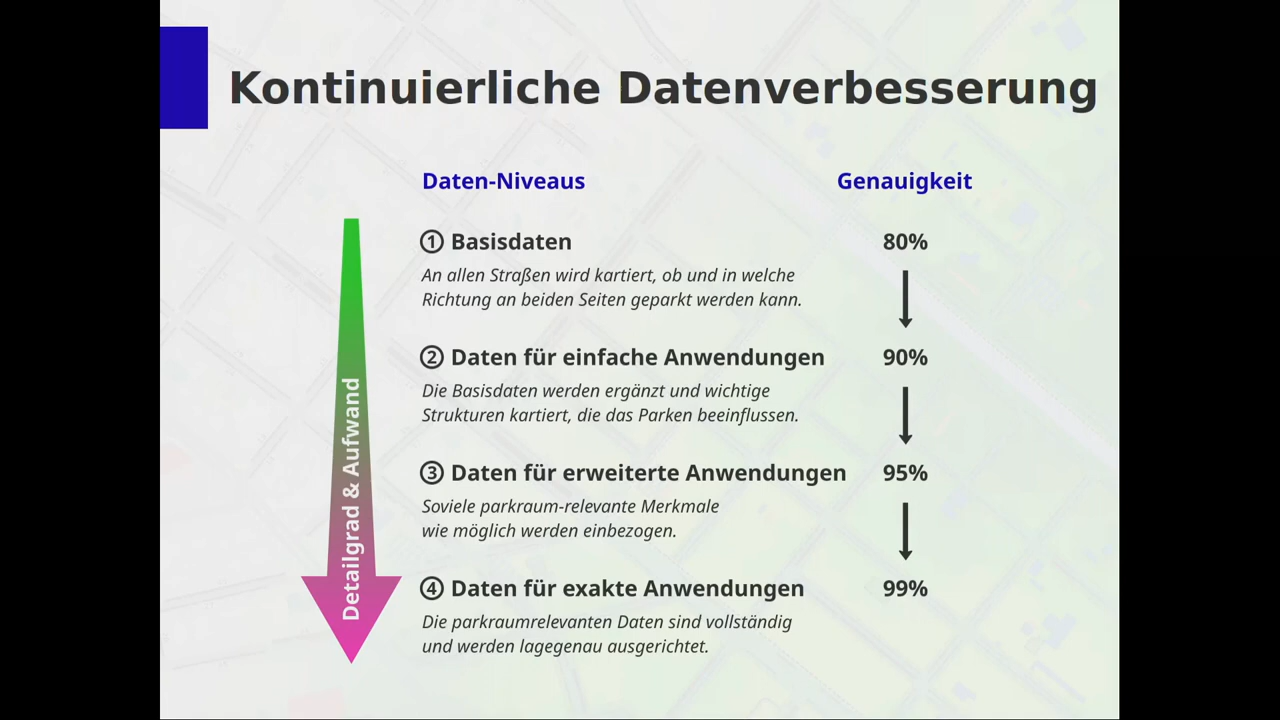 Kontinuierliche Datenverbesserung
Daten-Niveaus
Genauigkeit
① Basisdaten
80%
An allen Straßen wird kartiert, ob und in welche
Richtung an beiden Seiten geparkt werden kann.
② Daten für einfache Anwendungen
90%
Die Basisdaten werden ergänzt und wichtige
Strukturen kartiert, die das Parken beeinflussen.
③ Daten für erweiterte Anwendungen
95%
Soviele parkraum-relevante Merkmale
wie möglich werden einbezogen.
④ Daten für exakte Anwendungen
99%
Die parkraumrelevanten Daten sind vollständig
und werden lagegenau ausgerichtet.
Detailgrad & Aufwand